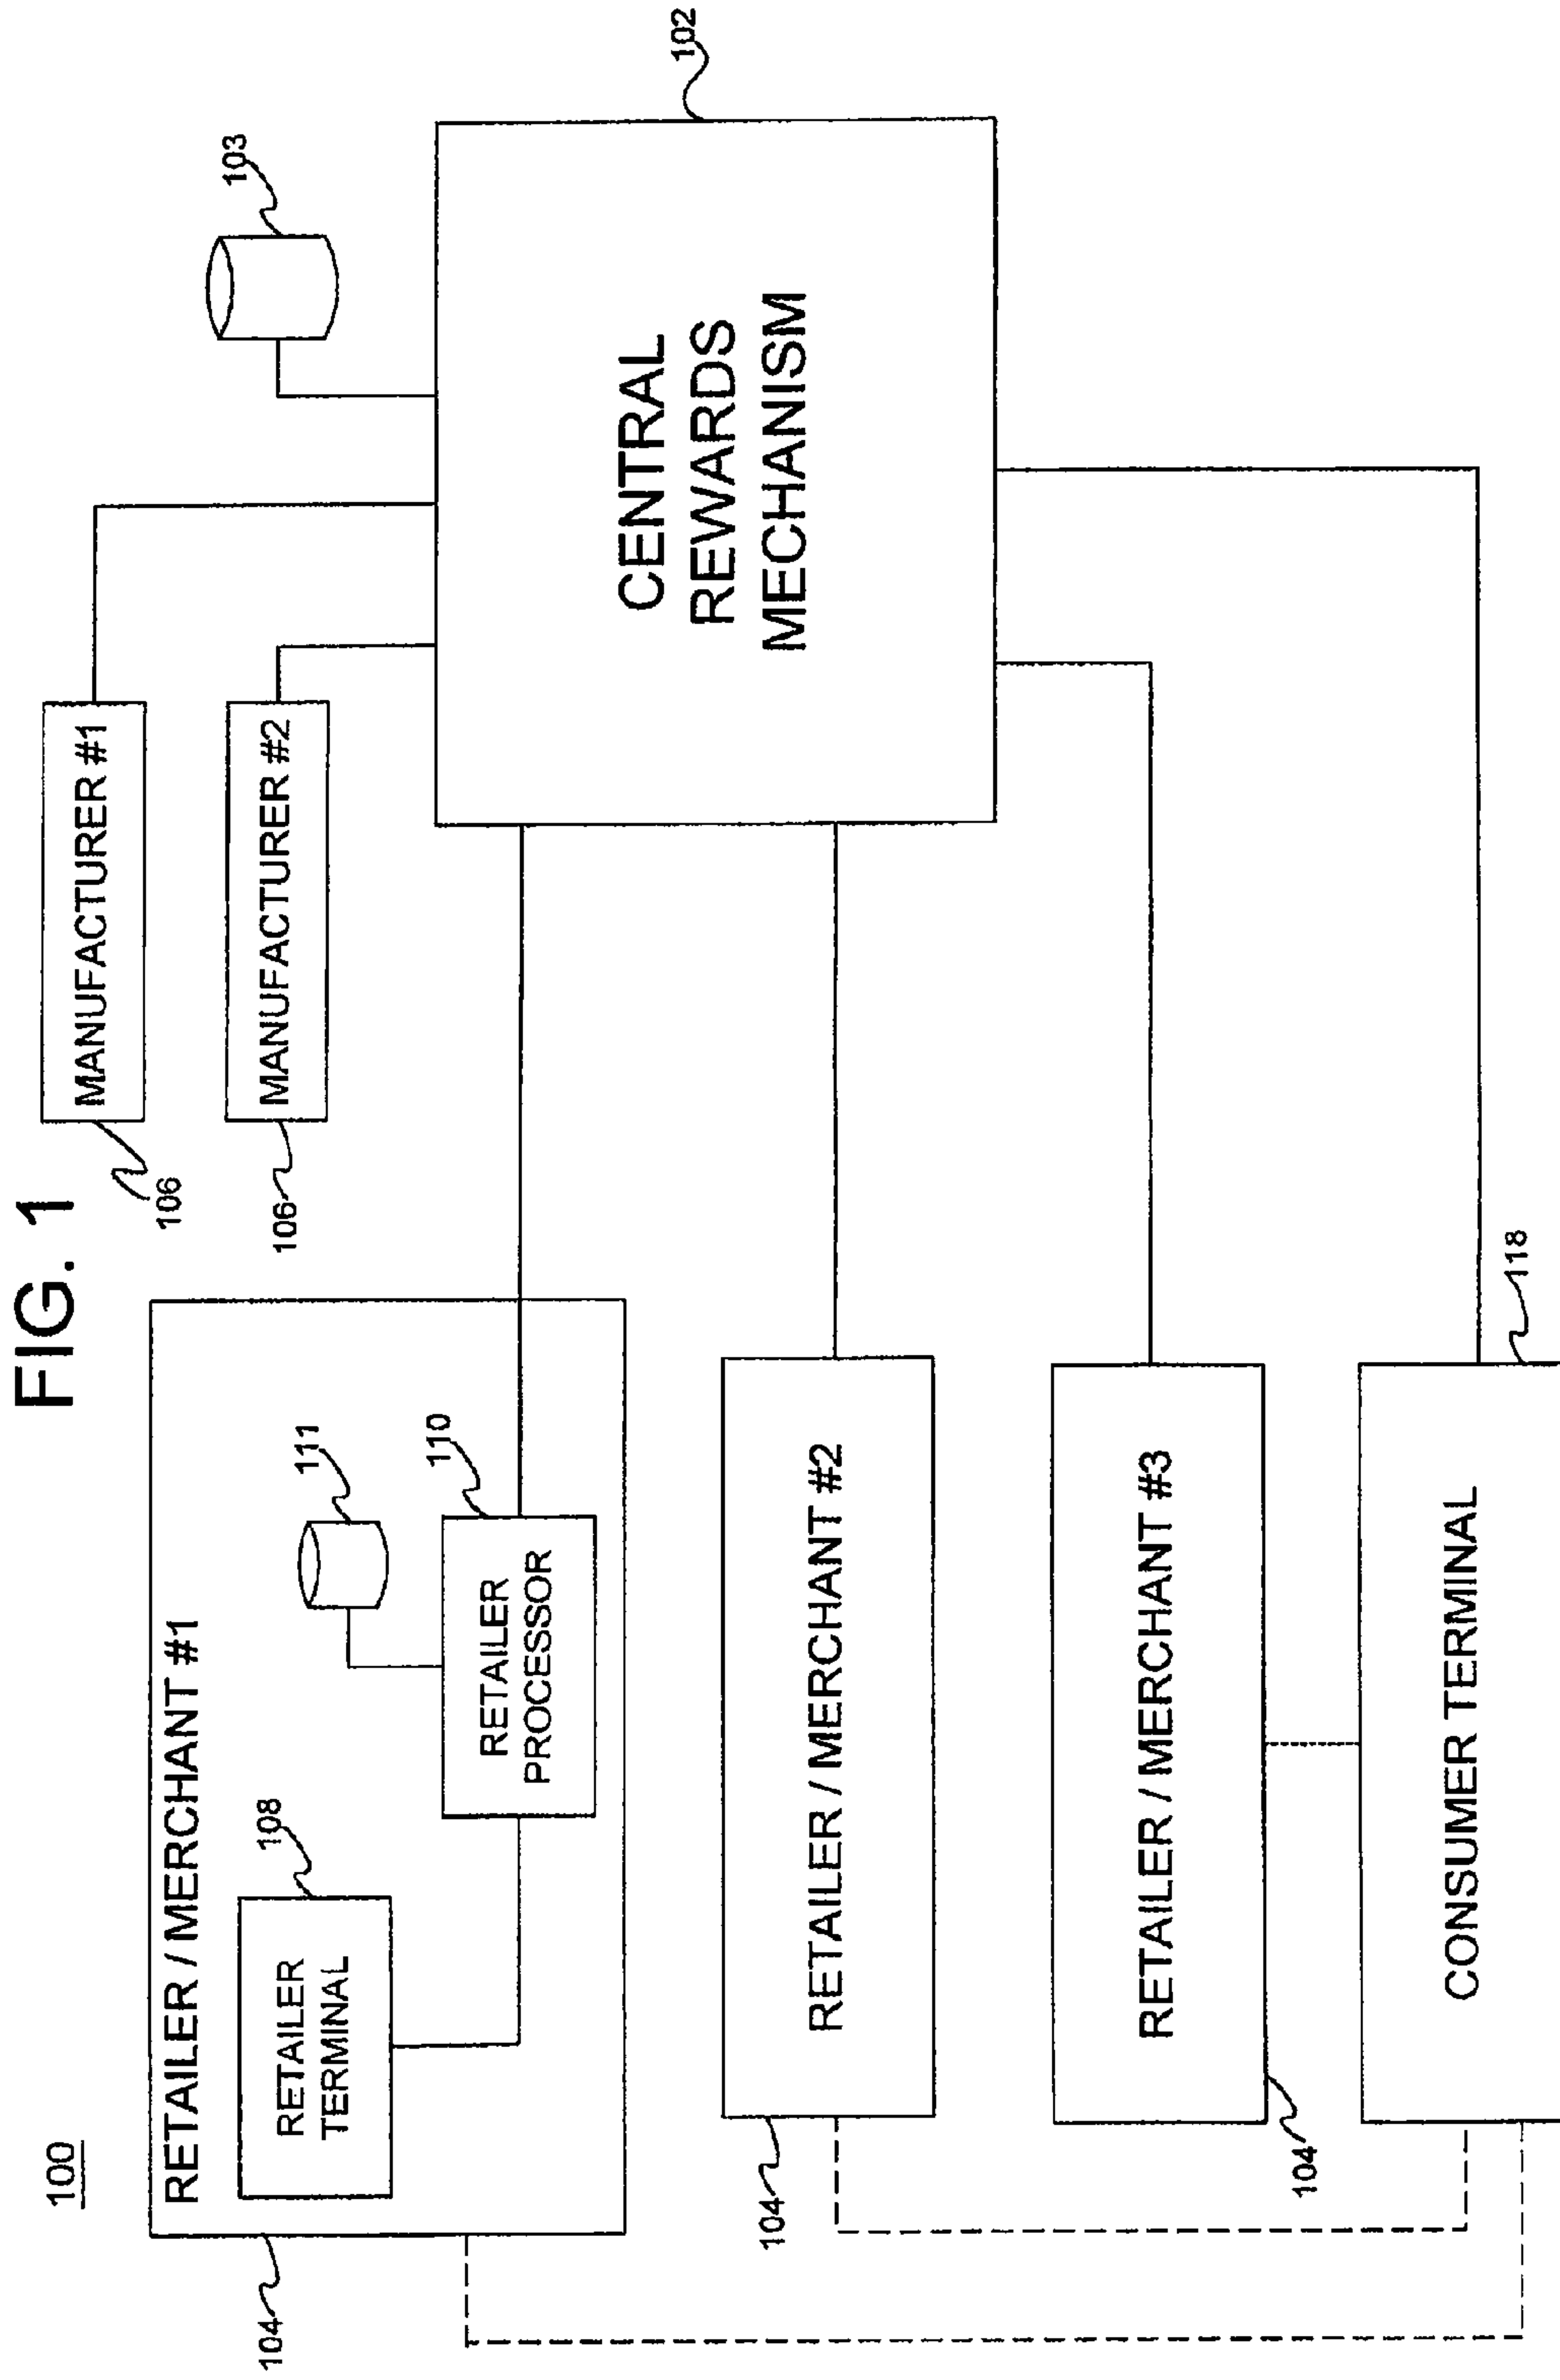 FIG. 1
100
RETAILER / MERCHANT #1
104
RETAILER
TERMINAL
108
111
RETAILER
PROCESSOR
110
MANUFACTURER #1
106
MANUFACTURER #2
106
103
CENTRAL
REWARDS
MECHANISM
102
RETAILER / MERCHANT #2
104
RETAILER / MERCHANT #3
104
CONSUMER TERMINAL
118